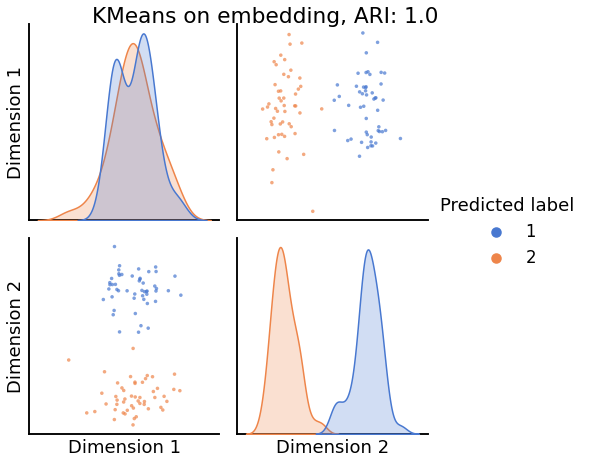 KMeans on embedding, ARI: 1.0
Dimension 1
Predicted label
1
2
Dimension 2
Dimension 1
Dimension 2